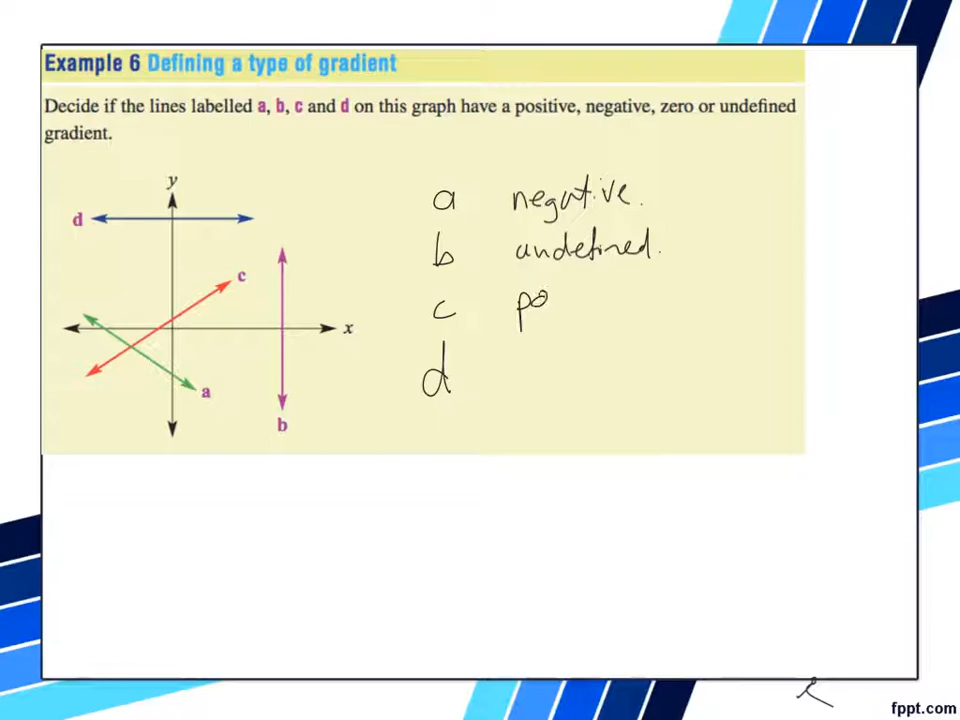 Example 6 Defining a type of gradient
Decide if the lines labelled a, b, c and d on this graph have a positive, negative, zero or undefined
gradient.
y
d
c
x
a
b
a negative.
b undefined.
c po
d
fppt.com